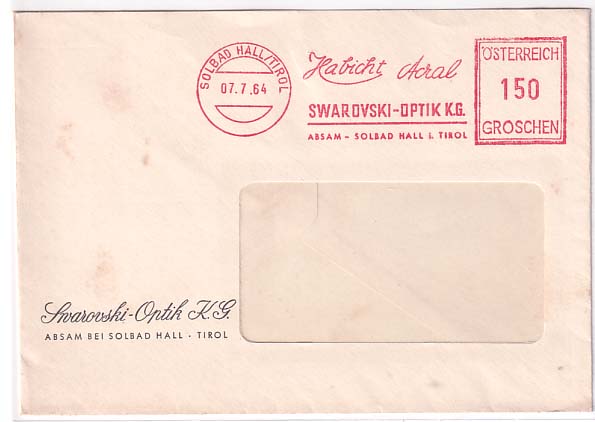 SOLBAD HALL/TIROL
07.7.64
Habicht Acral
SWAROVSKI-OPTIK K.G.
ABSAM - SOLBAD HALL i. TIROL
ÖSTERREICH
150
GROSCHEN
Swarovski-Optik K.G.
ABSAM BEI SOLBAD HALL · TIROL